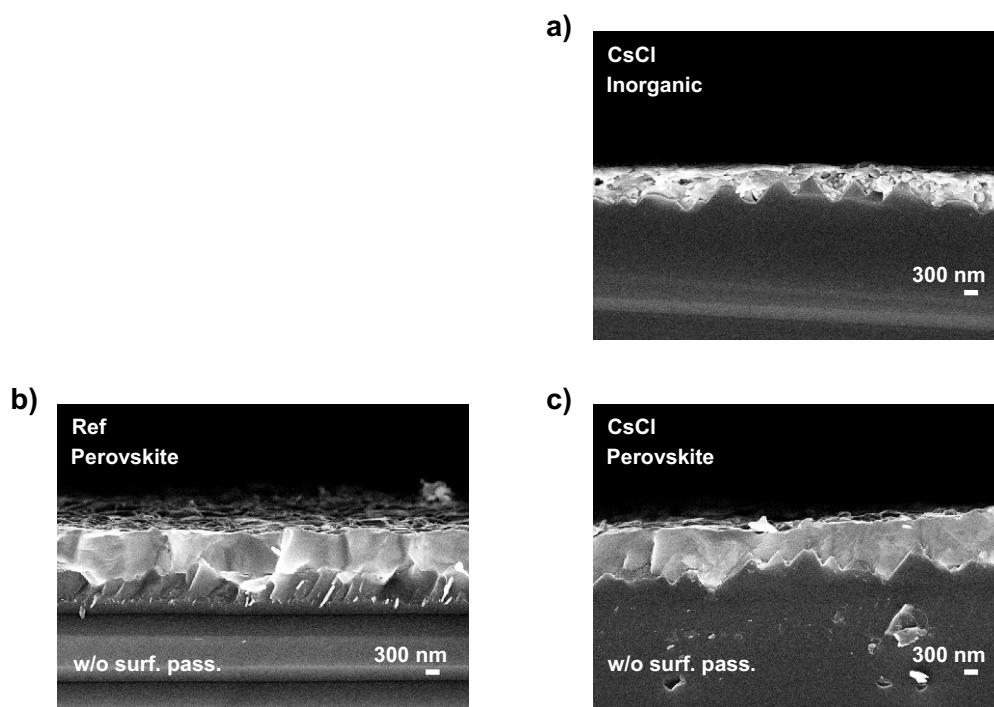 a)
CsCl
Inorganic
300 nm
b)
Ref
Perovskite
w/o surf. pass.
300 nm
c)
CsCl
Perovskite
w/o surf. pass.
300 nm